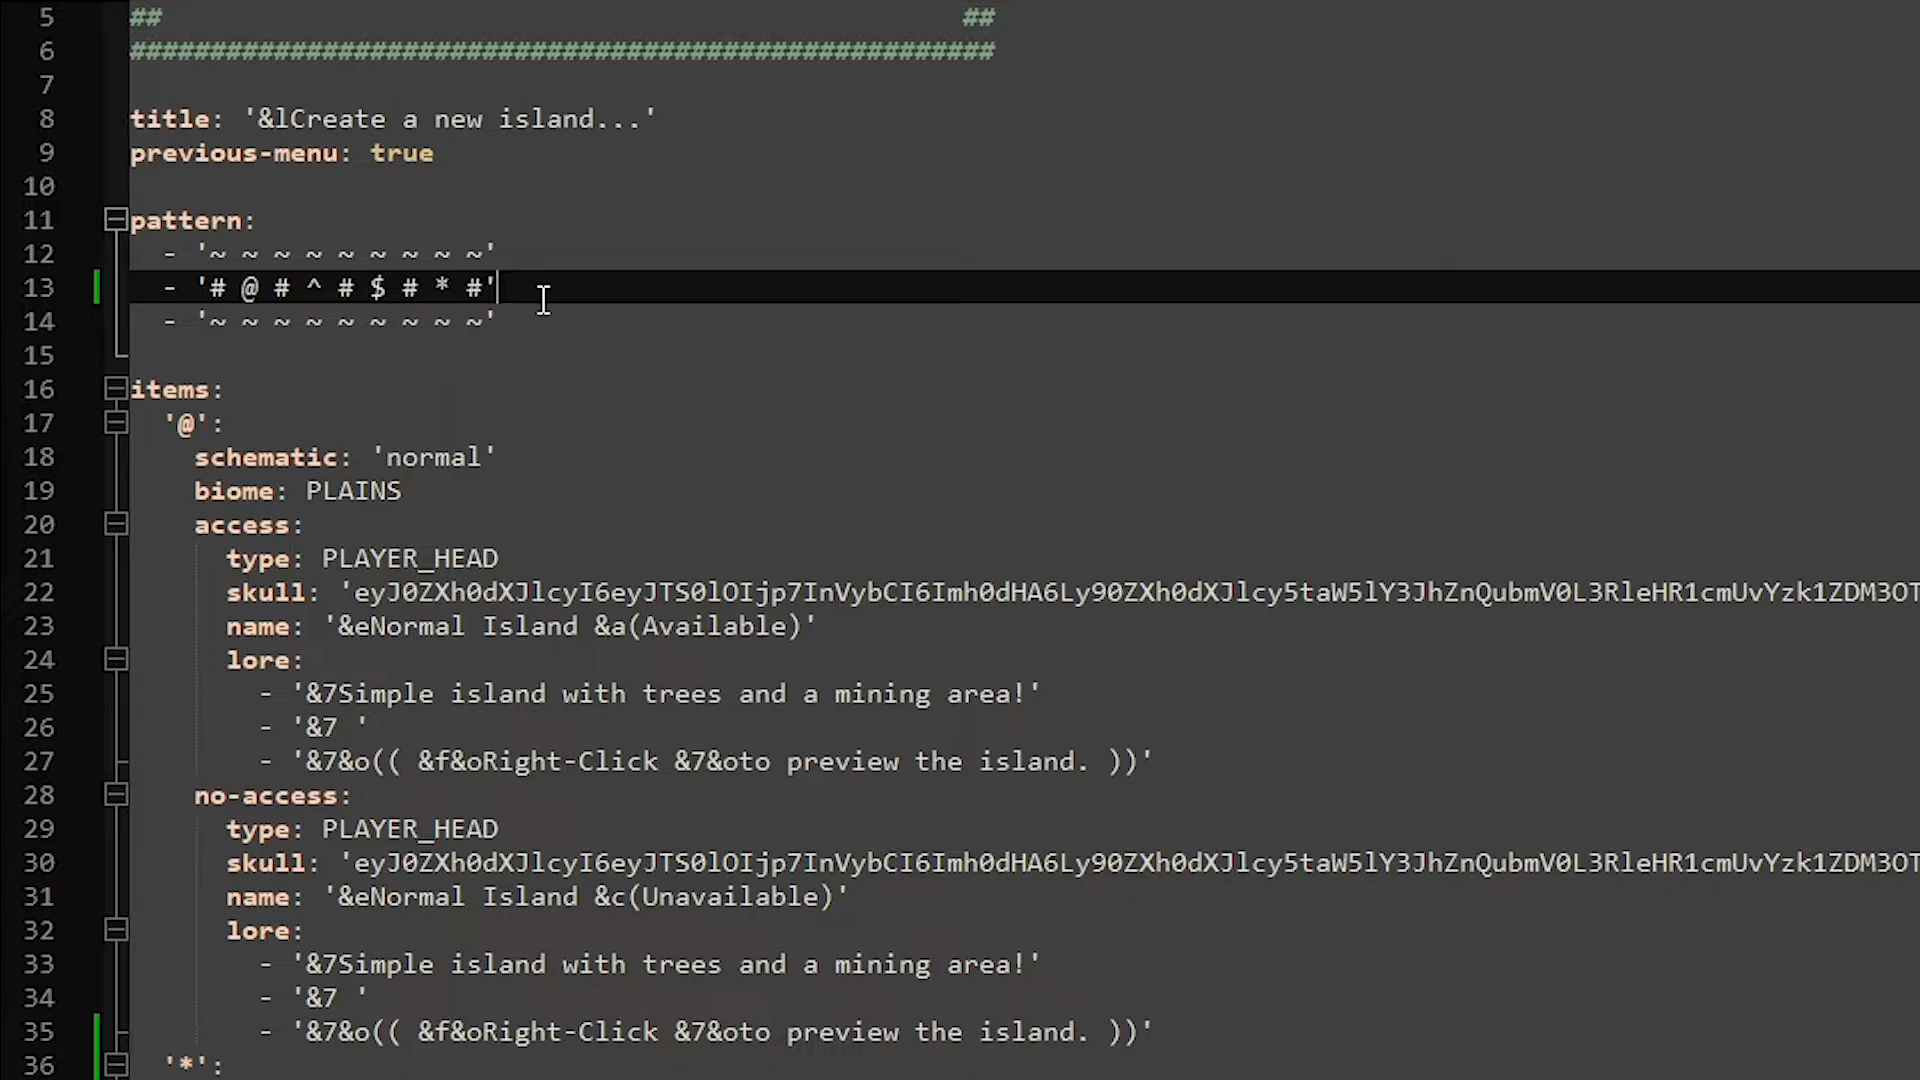 5 ## ##
6 ######################################################
7
8 title: '&lCreate a new island...'
9 previous-menu: true
10
11 pattern:
12 - '~ ~ ~ ~ ~ ~ ~ ~ ~'
13 - '# @ # ^ # $ # * #'
14 - '~ ~ ~ ~ ~ ~ ~ ~ ~'
15
16 items:
17 '@':
18 schematic: 'normal'
19 biome: PLAINS
20 access:
21 type: PLAYER_HEAD
22 skull: 'eyJ0ZXh0dXJlcyI6eyJTS0lOIjp7InVybCI6Imh0dHA6Ly90ZXh0dXJlcy5taW5lY3JhZnQubmV0L3RleHR1cmUvYzk1ZDM3OT
23 name: '&eNormal Island &a(Available)'
24 lore:
25 - '&7Simple island with trees and a mining area!'
26 - '&7 '
27 - '&7&o(( &f&oRight-Click &7&oto preview the island. ))'
28 no-access:
29 type: PLAYER_HEAD
30 skull: 'eyJ0ZXh0dXJlcyI6eyJTS0lOIjp7InVybCI6Imh0dHA6Ly90ZXh0dXJlcy5taW5lY3JhZnQubmV0L3RleHR1cmUvYzk1ZDM3OT
31 name: '&eNormal Island &c(Unavailable)'
32 lore:
33 - '&7Simple island with trees and a mining area!'
34 - '&7 '
35 - '&7&o(( &f&oRight-Click &7&oto preview the island. ))'
36 '*':